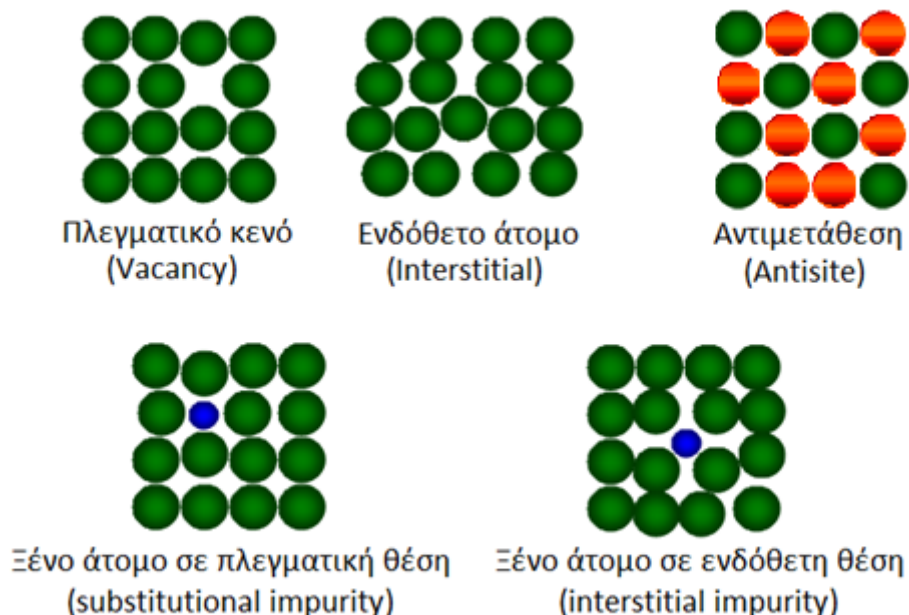 Πλεγματικό κενό
(Vacancy)
Ενδόθετο άτομο
(Interstitial)
Αντιμετάθεση
(Antisite)
Ξένο άτομο σε πλεγματική θέση
(substitutional impurity)
Ξένο άτομο σε ενδόθετη θέση
(interstitial impurity)